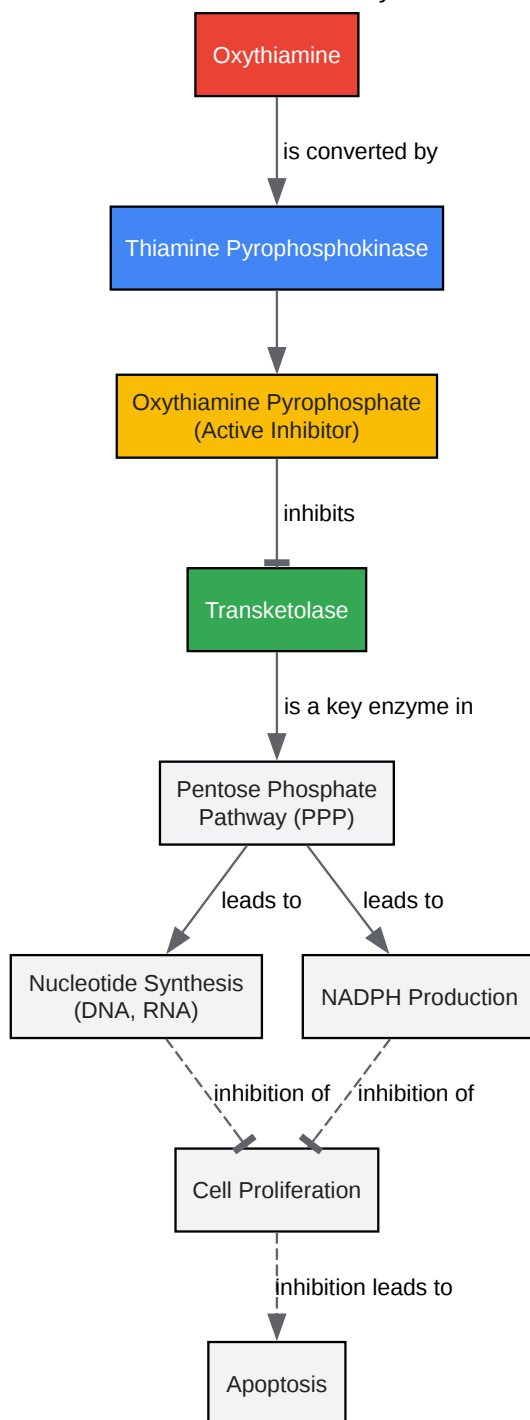 Oxythiamine
is converted by
Thiamine Pyrophosphokinase
Oxythiamine Pyrophosphate
(Active Inhibitor)
inhibits
Transketolase
is a key enzyme in
Pentose Phosphate
Pathway (PPP)
leads to
leads to
Nucleotide Synthesis
(DNA, RNA)
NADPH Production
inhibition of
inhibition of
Cell Proliferation
inhibition leads to
Apoptosis